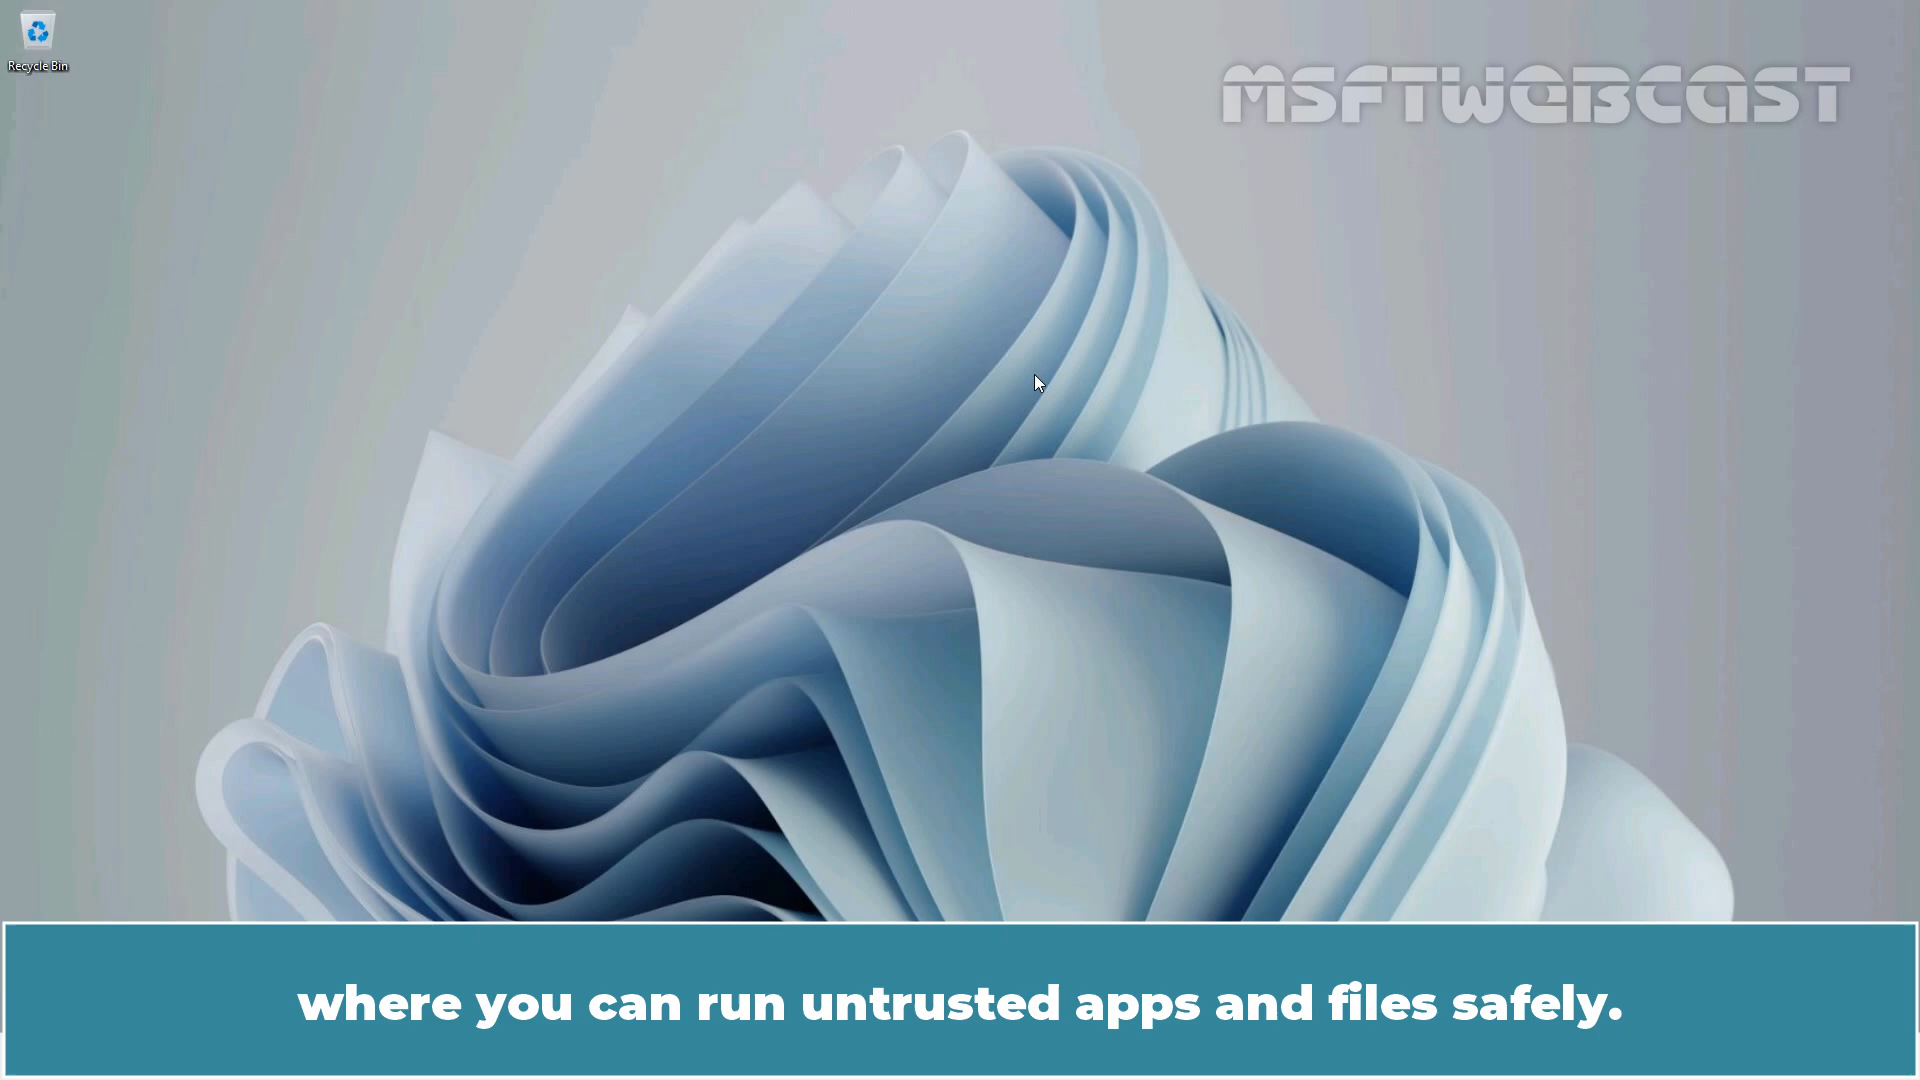 Recycle Bin
MSFTWEBCAST
where you can run untrusted apps and files safely.